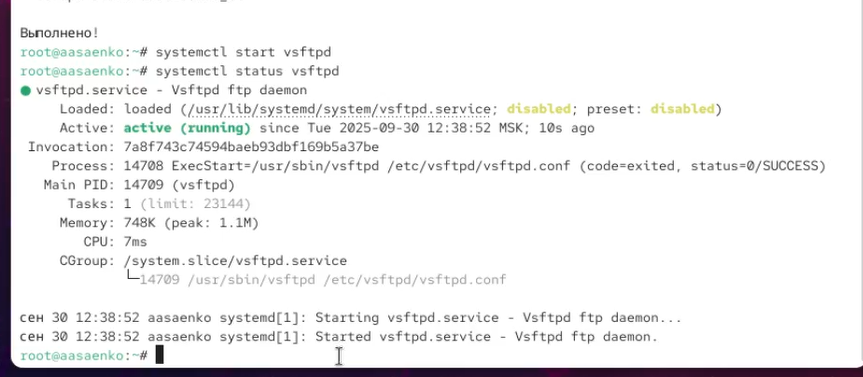 Выполнено!
root@aasaenko:~# systemctl start vsftpd
root@aasaenko:~# systemctl status vsftpd
● vsftpd.service - Vsftpd ftp daemon
Loaded: loaded (/usr/lib/systemd/system/vsftpd.service; disabled; preset: disabled)
Active: active (running) since Tue 2025-09-30 12:38:52 MSK; 10s ago
Invocation: 7a8f743c74594baeb93dbf169b5a37be
Process: 14708 ExecStart=/usr/sbin/vsftpd /etc/vsftpd/vsftpd.conf (code=exited, status=0/SUCCESS)
Main PID: 14709 (vsftpd)
Tasks: 1 (limit: 23144)
Memory: 748K (peak: 1.1M)
CPU: 7ms
CGroup: /system.slice/vsftpd.service
└─14709 /usr/sbin/vsftpd /etc/vsftpd/vsftpd.conf
сен 30 12:38:52 aasaenko systemd[1]: Starting vsftpd.service - Vsftpd ftp daemon...
сен 30 12:38:52 aasaenko systemd[1]: Started vsftpd.service - Vsftpd ftp daemon.
root@aasaenko:~#